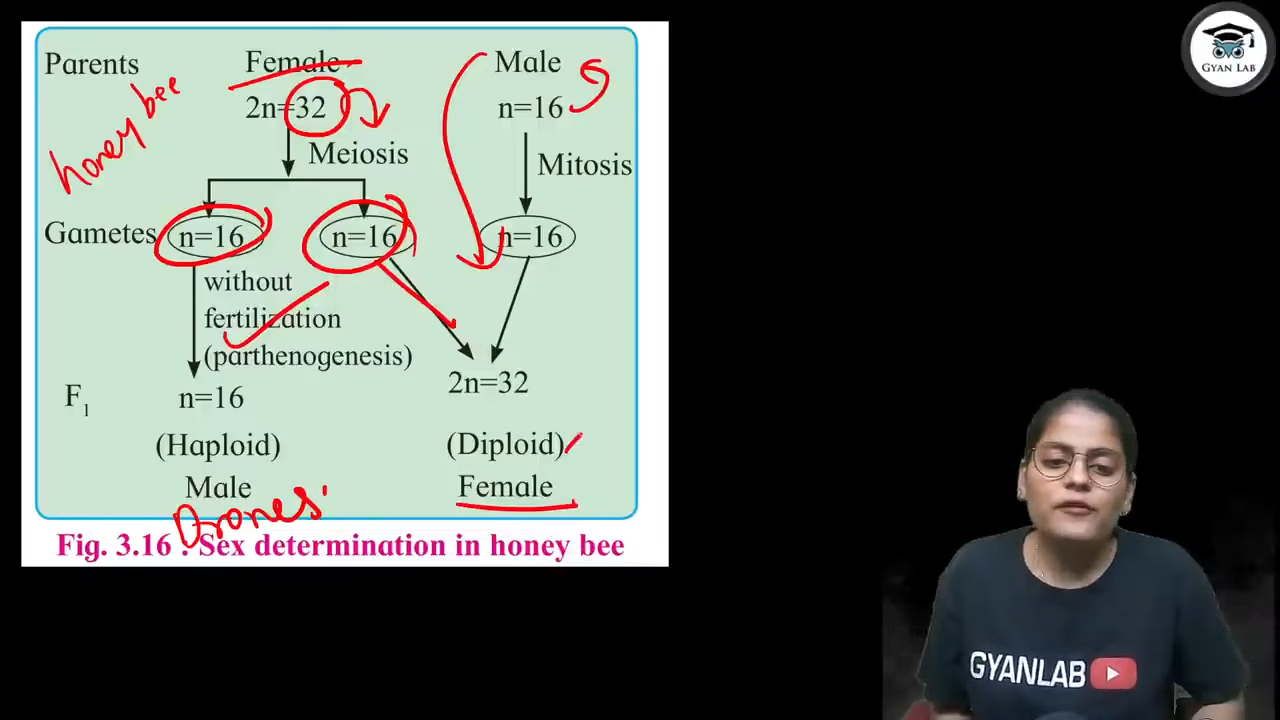 Parents Female Male
honey bee
2n=32 n=16
Meiosis Mitosis
Gametes n=16 n=16 n=16
without
fertilization
(parthenogenesis)
F1 n=16 2n=32
(Haploid) (Diploid)
Male Female
Drones
Fig. 3.16 : Sex determination in honey bee
GYAN LAB
GYANLAB